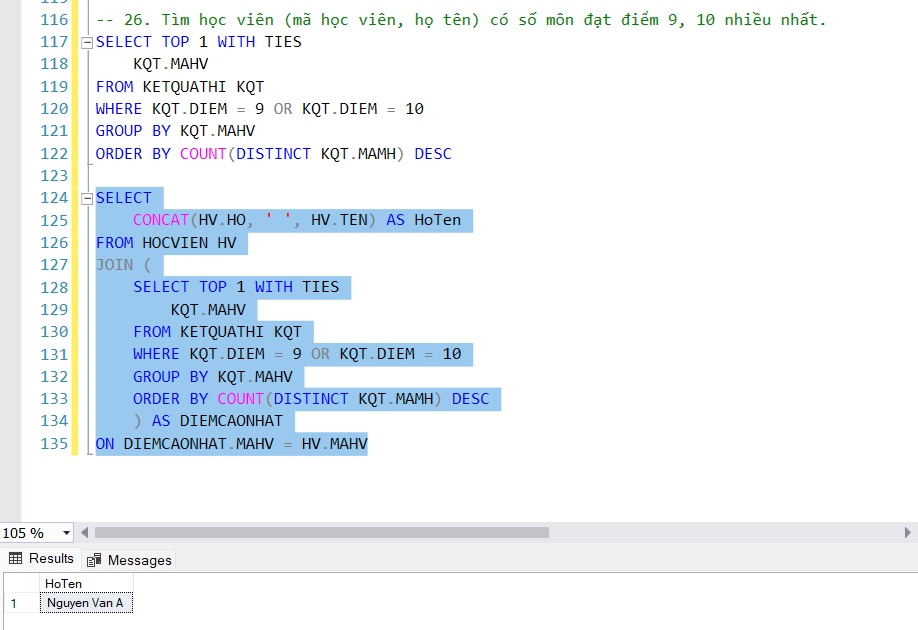 115
116 -- 26. Tìm học viên (mã học viên, họ tên) có số môn đạt điểm 9, 10 nhiều nhất.
117 SELECT TOP 1 WITH TIES
118     KQT.MAHV
119 FROM KETQUATHI KQT
120 WHERE KQT.DIEM = 9 OR KQT.DIEM = 10
121 GROUP BY KQT.MAHV
122 ORDER BY COUNT(DISTINCT KQT.MAMH) DESC
123
124 SELECT
125     CONCAT(HV.HO, ' ', HV.TEN) AS HoTen
126 FROM HOCVIEN HV
127 JOIN (
128     SELECT TOP 1 WITH TIES
129         KQT.MAHV
130     FROM KETQUATHI KQT
131     WHERE KQT.DIEM = 9 OR KQT.DIEM = 10
132     GROUP BY KQT.MAHV
133     ORDER BY COUNT(DISTINCT KQT.MAMH) DESC
134     ) AS DIEMCAONHAT
135 ON DIEMCAONHAT.MAHV = HV.MAHV
105 %
Results Messages
HoTen
1 Nguyen Van A